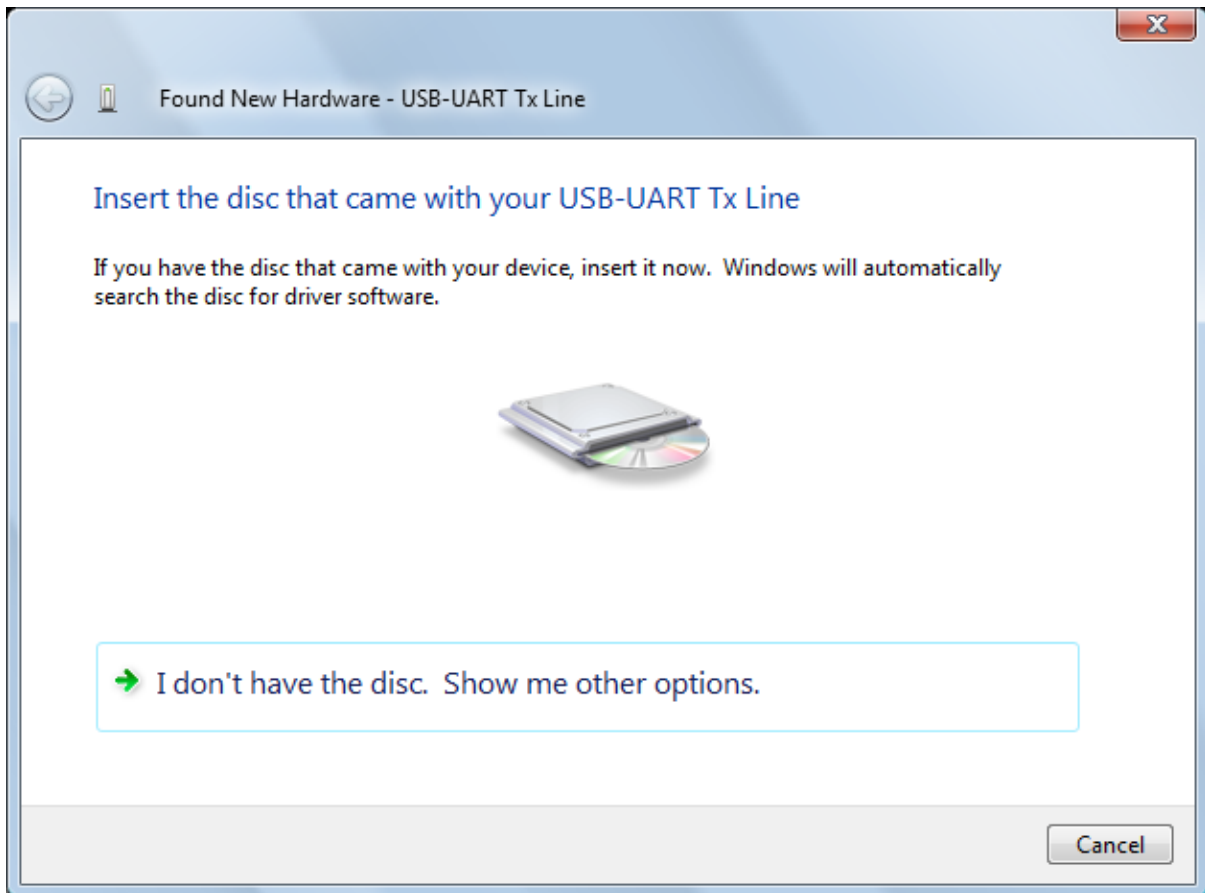 Found New Hardware - USB-UART Tx Line
Insert the disc that came with your USB-UART Tx Line
If you have the disc that came with your device, insert it now.  Windows will automatically
search the disc for driver software.
I don't have the disc.  Show me other options.
Cancel